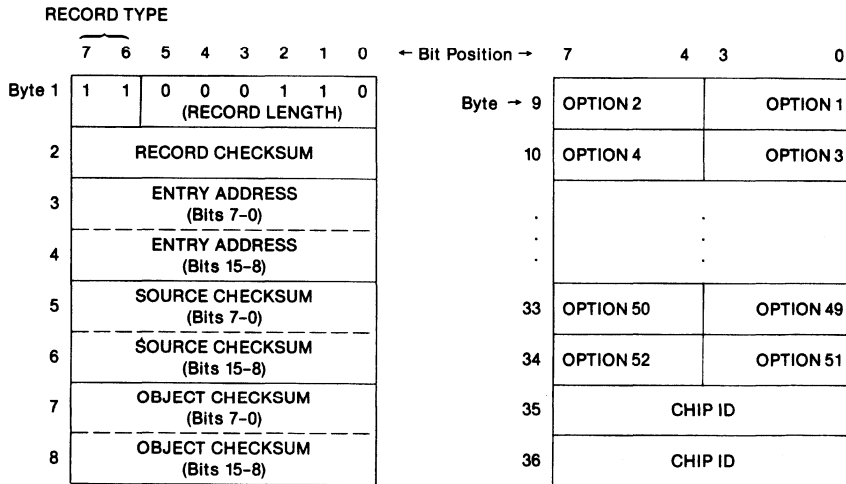 RECORD TYPE
7 6 5 4 3 2 1 0 ← Bit Position → 7 4 3 0
Byte 1 1 1 0 0 0 1 1 0
(RECORD LENGTH)
2 RECORD CHECKSUM
3 ENTRY ADDRESS
(Bits 7-0)
4 ENTRY ADDRESS
(Bits 15-8)
5 SOURCE CHECKSUM
(Bits 7-0)
6 SOURCE CHECKSUM
(Bits 15-8)
7 OBJECT CHECKSUM
(Bits 7-0)
8 OBJECT CHECKSUM
(Bits 15-8)
Byte → 9 OPTION 2 OPTION 1
10 OPTION 4 OPTION 3
. . .
. . .
. . .
33 OPTION 50 OPTION 49
34 OPTION 52 OPTION 51
35 CHIP ID
36 CHIP ID